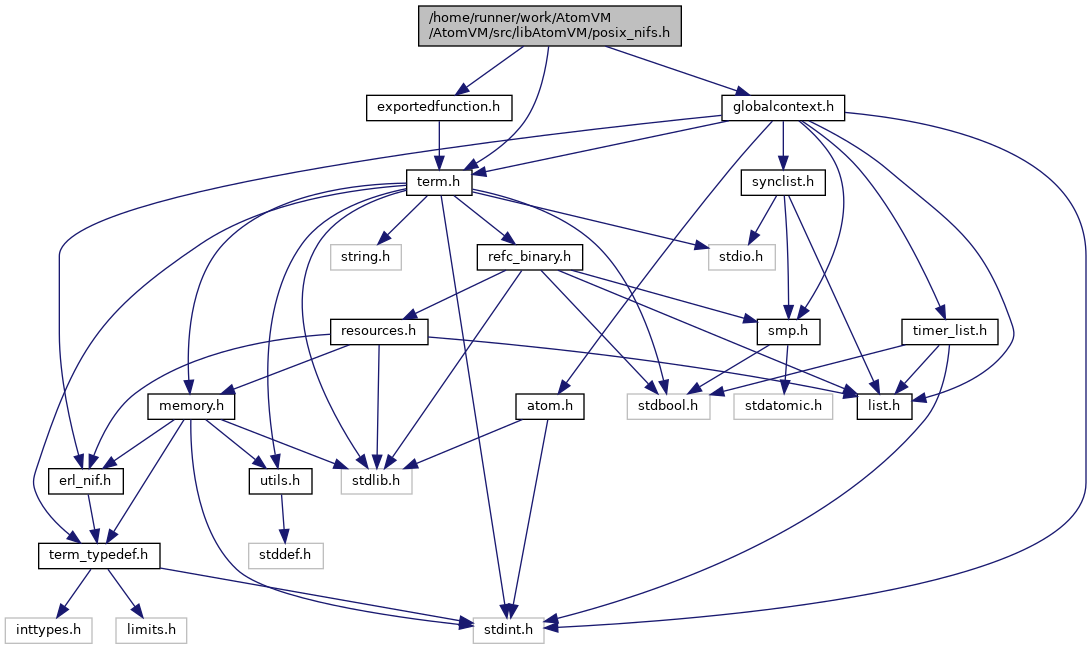 /home/runner/work/AtomVM
/AtomVM/src/libAtomVM/posix_nifs.h
exportedfunction.h
globalcontext.h
term.h
synclist.h
string.h
refc_binary.h
stdio.h
resources.h
smp.h
timer_list.h
memory.h
atom.h
stdbool.h
stdatomic.h
list.h
erl_nif.h
utils.h
stdlib.h
term_typedef.h
stddef.h
inttypes.h
limits.h
stdint.h